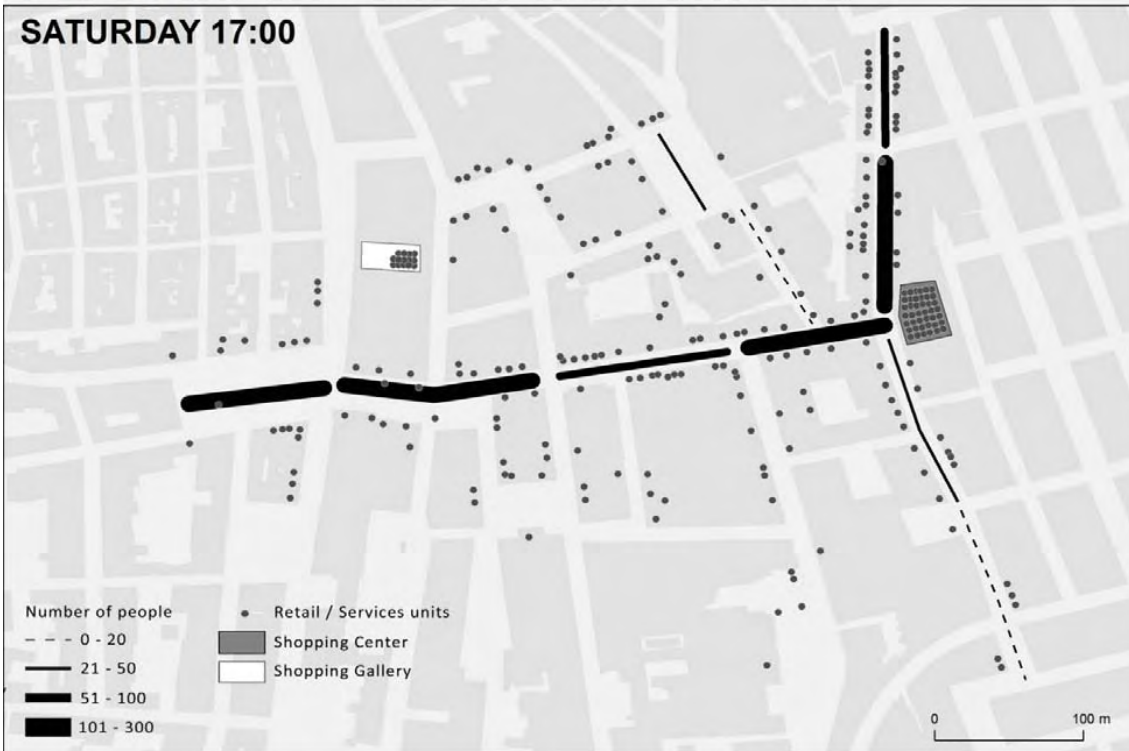 SATURDAY 17:00
Number of people
0 - 20
21 - 50
51 - 100
101 - 300
Retail / Services units
Shopping Center
Shopping Gallery
0 100 m